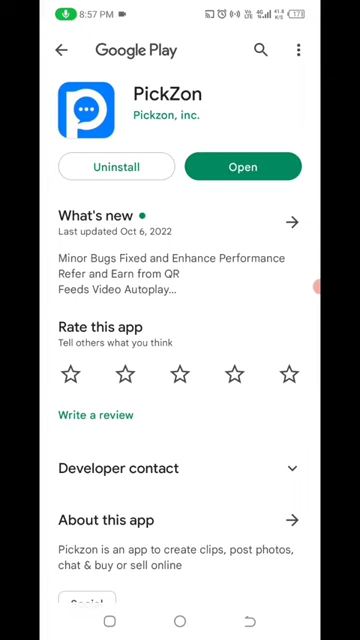 8:57 PM
Google Play
PickZon
Pickzon, inc.
Uninstall
Open
What's new
Last updated Oct 6, 2022
Minor Bugs Fixed and Enhance Performance
Refer and Earn from QR
Feeds Video Autoplay...
Rate this app
Tell others what you think
Write a review
Developer contact
About this app
Pickzon is an app to create clips, post photos,
chat & buy or sell online
Social